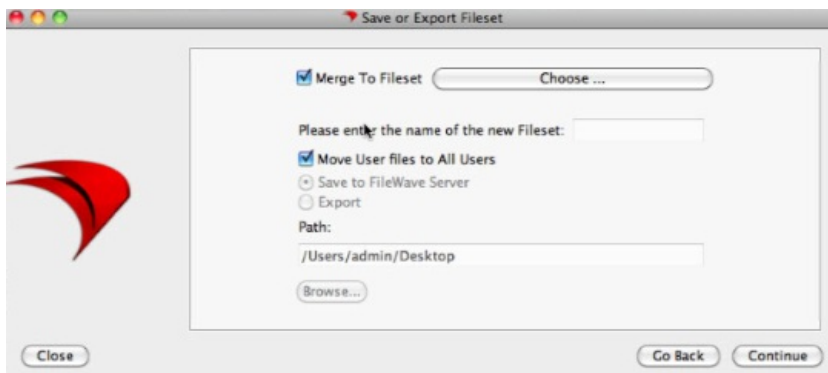 Save or Export Fileset
Merge To Fileset
Choose ...
Please enter the name of the new Fileset:
Move User files to All Users
Save to FileWave Server
Export
Path:
/Users/admin/Desktop
Browse...
Close
Go Back
Continue